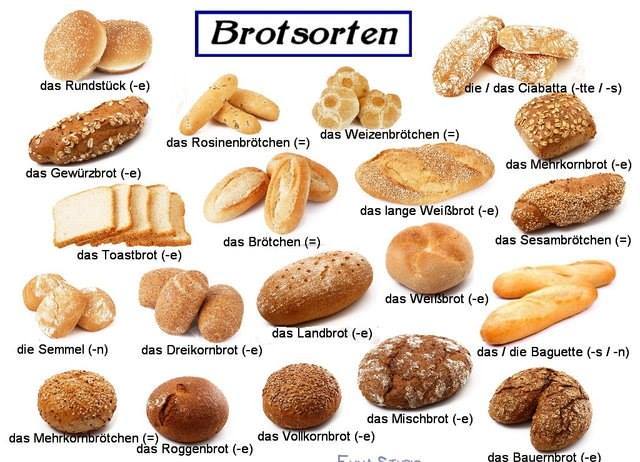 Brotsorten
das Rundstück (-e)
die / das Ciabatta (-tte / -s)
das Rosinenbrötchen (=)
das Weizenbrötchen (=)
das Gewürzbrot (-e)
das Mehrkornbrot (-e)
das lange Weißbrot (-e)
das Toastbrot (-e)
das Brötchen (=)
das Sesambrötchen (=)
das Weißbrot (-e)
die Semmel (-n)
das Dreikornbrot (-e)
das Landbrot (-e)
das / die Baguette (-s / -n)
das Mehrkornbrötchen (=)
das Roggenbrot (-e)
das Vollkornbrot (-e)
das Mischbrot (-e)
das Bauernbrot (-e)